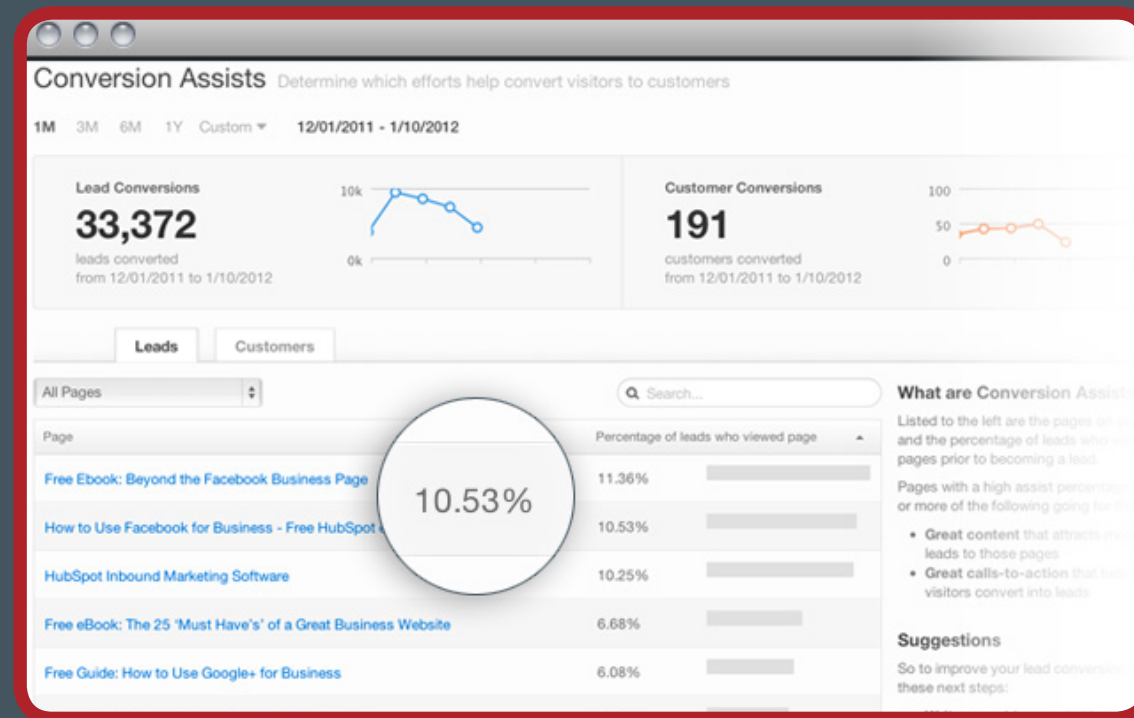 Conversion Assists Determine which efforts help convert visitors to customers
1M 3M 6M 1Y Custom 12/01/2011 - 1/10/2012
Lead Conversions
33,372
leads converted
from 12/01/2011 to 1/10/2012
10k
0k
Customer Conversions
191
customers converted
from 12/01/2011 to 1/10/2012
100
50
0
Leads Customers
All Pages
Search...
Page Percentage of leads who viewed page
Free Ebook: Beyond the Facebook Business Page 11.36%
How to Use Facebook for Business - Free HubSpot 10.53%
10.53%
HubSpot Inbound Marketing Software 10.25%
Free eBook: The 25 'Must Have's' of a Great Business Website 6.68%
Free Guide: How to Use Google+ for Business 6.08%
What are Conversion Assists
Listed to the left are the pages on
and the percentage of leads who
pages prior to becoming a lead.
Pages with a high assist percentage
or more of the following going for
• Great content that attracts
leads to those pages
• Great calls-to-action that
visitors convert into leads
Suggestions
So to improve your lead conversion
these next steps: